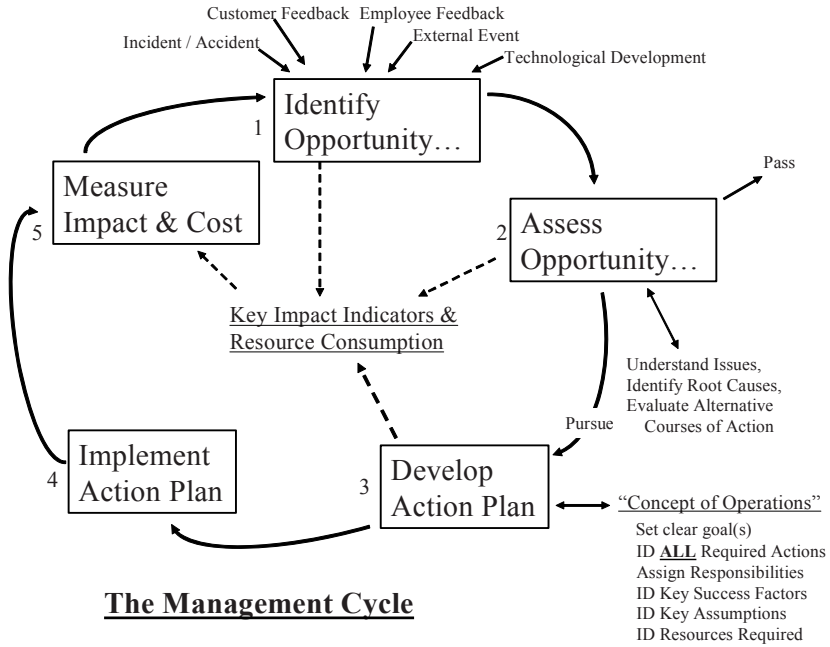 Customer Feedback
Employee Feedback
Incident / Accident
External Event
Technological Development
1
Identify
Opportunity…
Pass
5
Measure
Impact & Cost
2
Assess
Opportunity…
Key Impact Indicators &
Resource Consumption
Understand Issues,
Identify Root Causes,
Evaluate Alternative
Courses of Action
Pursue
4
Implement
Action Plan
3
Develop
Action Plan
“Concept of Operations”
Set clear goal(s)
ID ALL Required Actions
Assign Responsibilities
ID Key Success Factors
ID Key Assumptions
ID Resources Required
The Management Cycle